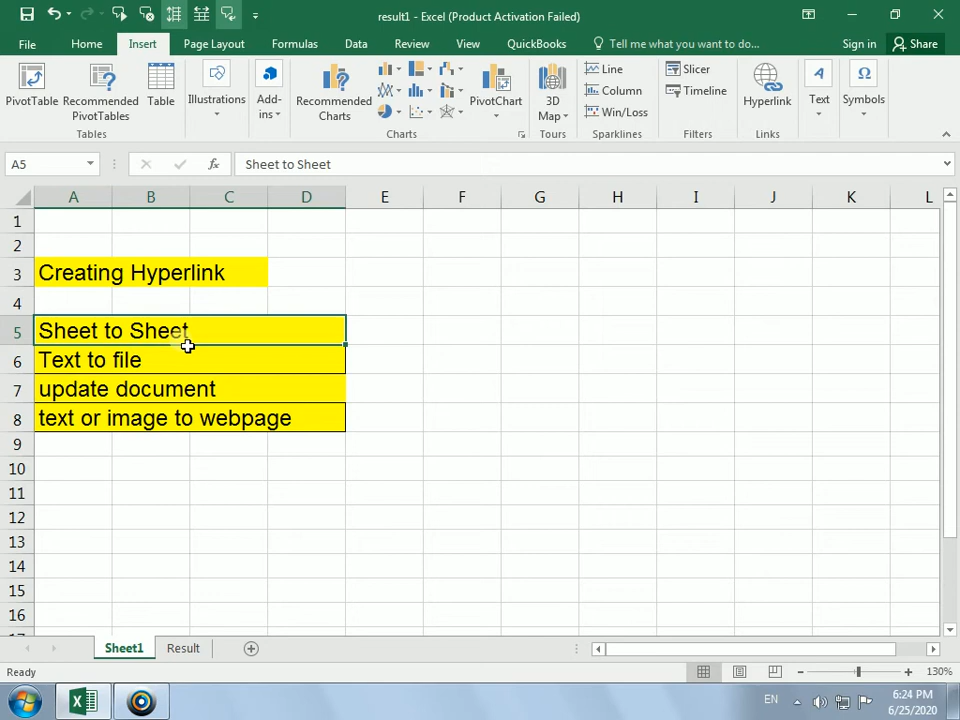 result1 - Excel (Product Activation Failed)
File Home Insert Page Layout Formulas Data Review View QuickBooks Tell me what you want to do... Sign in Share
PivotTable Recommended PivotTables Table Illustrations Add-ins Recommended Charts PivotChart 3D Map Line Column Win/Loss Slicer Timeline Hyperlink Text Symbols
Tables Charts Tours Sparklines Filters Links
A5 fx Sheet to Sheet
A B C D E F G H I J K L
1
2
3 Creating Hyperlink
4
5 Sheet to Sheet
6 Text to file
7 update document
8 text or image to webpage
9
10
11
12
13
14
15
16
17
Sheet1 Result
Ready 130%
EN 6:24 PM
6/25/2020